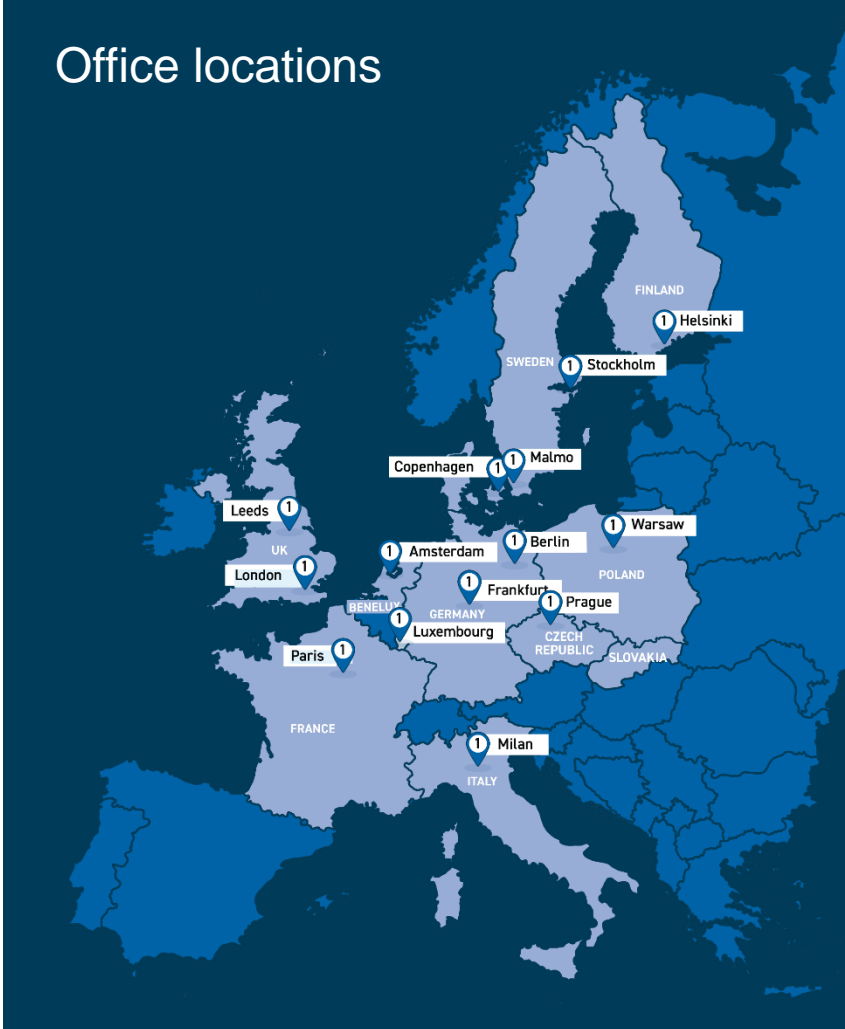 Office locations
FINLAND
1 Helsinki
SWEDEN
1 Stockholm
Copenhagen 1
1 Malmo
Leeds 1
1 Warsaw
UK
1 Amsterdam
1 Berlin
London 1
POLAND
1 Frankfurt
BENELUX
GERMANY
1 Prague
1 Luxembourg
CZECH
REPUBLIC
SLOVAKIA
Paris 1
FRANCE
1 Milan
ITALY